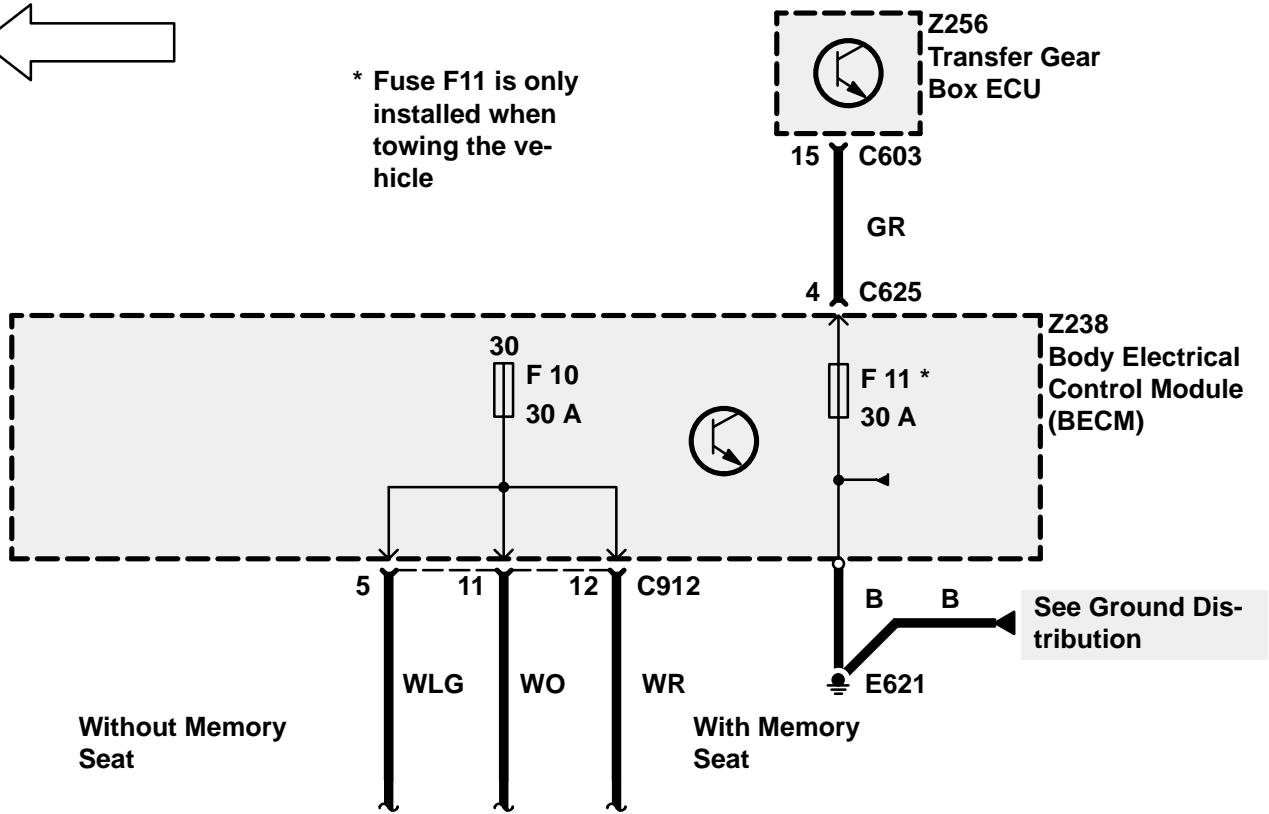 Z256
Transfer Gear
Box ECU
* Fuse F11 is only
installed when
towing the ve-
hicle
15 C603
GR
4 C625
Z238
Body Electrical
Control Module
(BECM)
30
F 10
30 A
F 11 *
30 A
5 11 12 C912
B B
See Ground Dis-
tribution
WLG WO WR
E621
Without Memory
Seat
With Memory
Seat